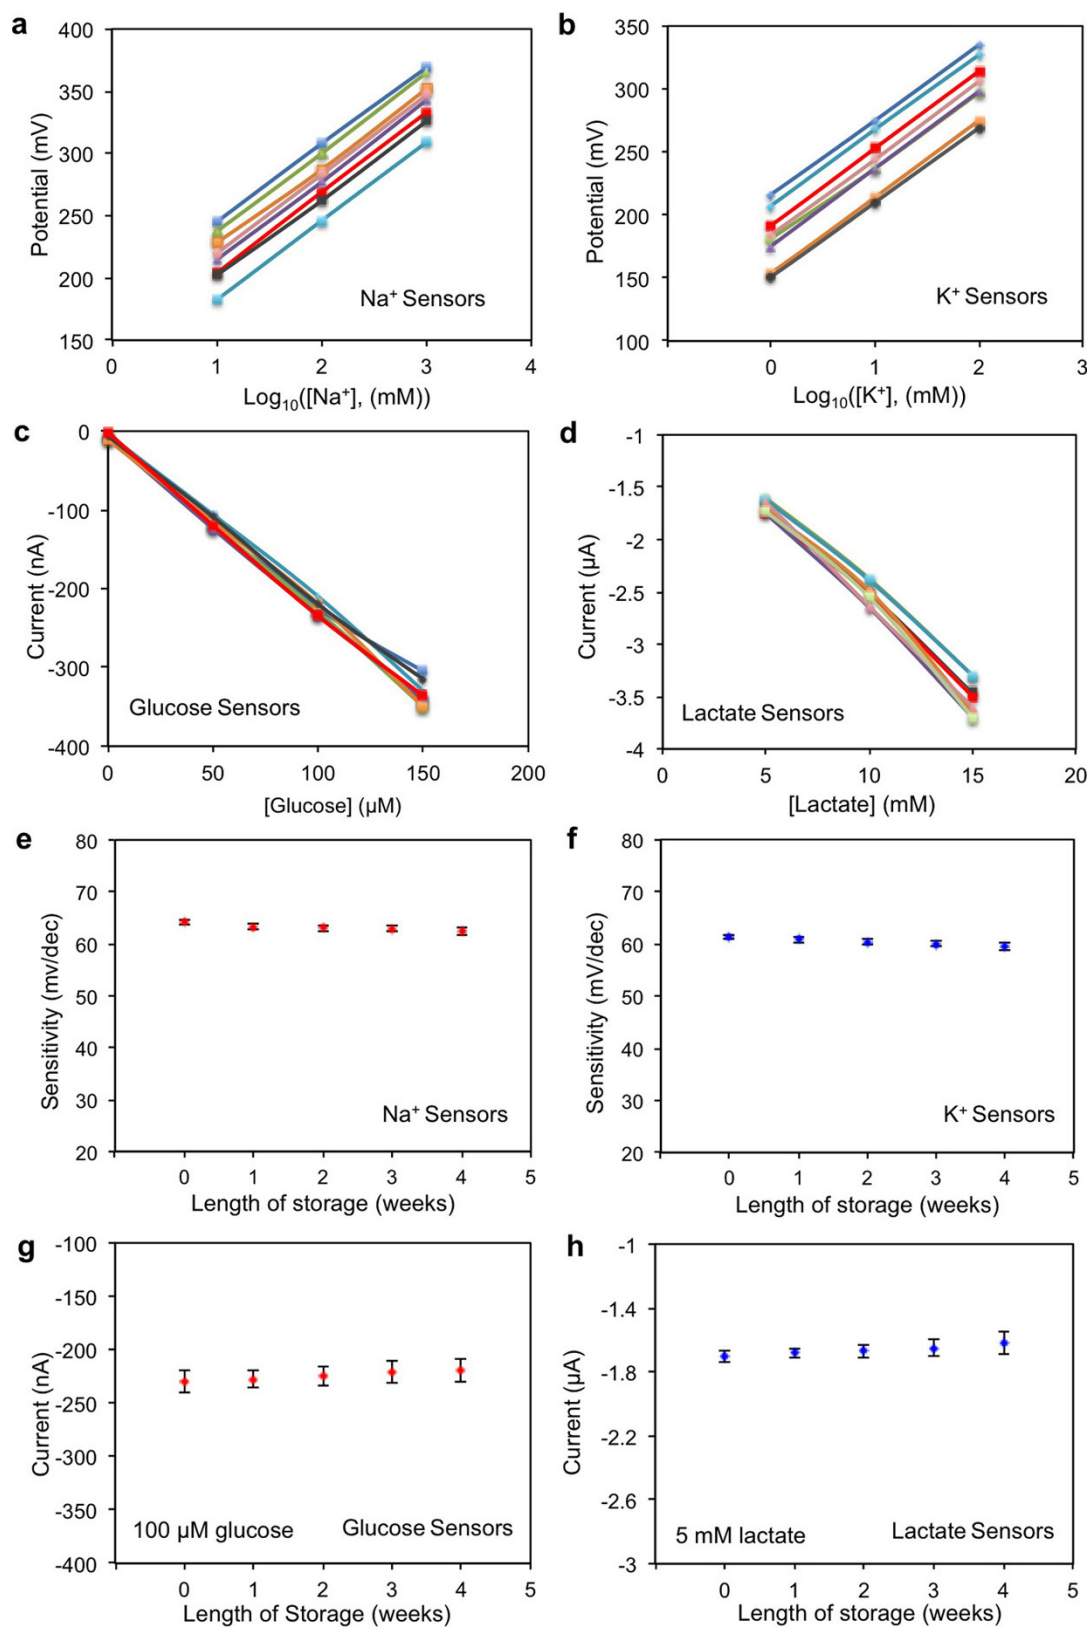 a
400
350
300
250
200
150
Potential (mV)
Na⁺ Sensors
0 1 2 3 4
Log₁₀([Na⁺], (mM))
b
350
300
250
200
150
100
Potential (mV)
K⁺ Sensors
0 1 2 3
Log₁₀([K⁺], (mM))
c
0
-100
-200
-300
-400
Current (nA)
Glucose Sensors
0 50 100 150 200
[Glucose] (µM)
d
-1
-1.5
-2
-2.5
-3
-3.5
-4
Current (µA)
Lactate Sensors
0 5 10 15 20
[Lactate] (mM)
e
80
70
60
50
40
30
20
Sensitivity (mv/dec)
Na⁺ Sensors
0 1 2 3 4 5
Length of storage (weeks)
f
80
70
60
50
40
30
20
Sensitivity (mV/dec)
K⁺ Sensors
0 1 2 3 4 5
Length of storage (weeks)
g
-100
-150
-200
-250
-300
-350
-400
Current (nA)
100 µM glucose
Glucose Sensors
0 1 2 3 4 5
Length of Storage (weeks)
h
-1
-1.4
-1.8
-2.2
-2.6
-3
Current (µA)
5 mM lactate
Lactate Sensors
0 1 2 3 4 5
Length of storage (weeks)